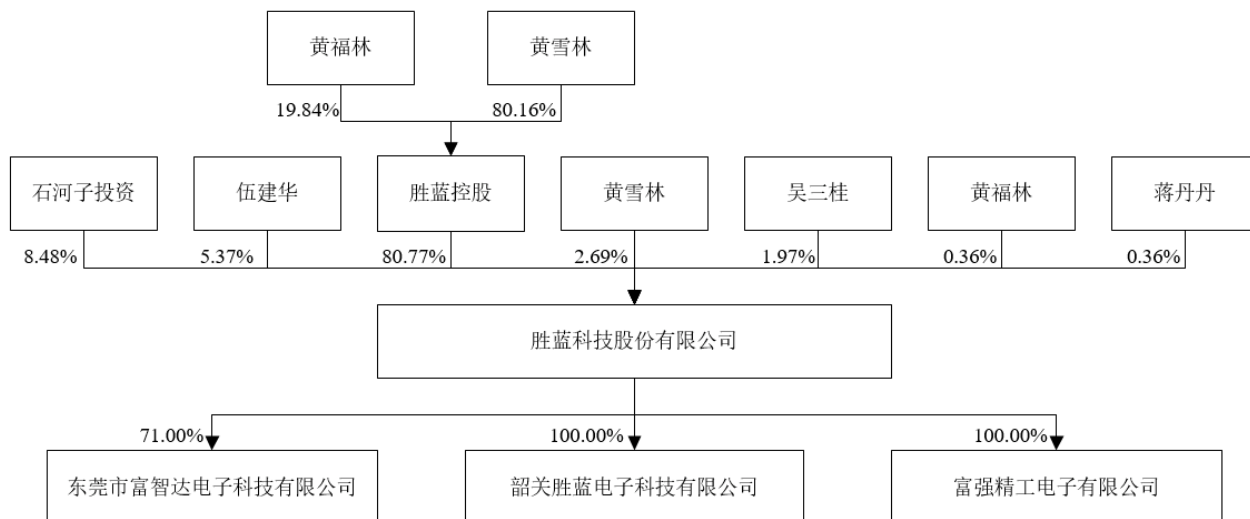 黄福林
黄雪林
19.84%
80.16%
石河子投资
伍建华
胜蓝控股
黄雪林
吴三桂
黄福林
蒋丹丹
8.48%
5.37%
80.77%
2.69%
1.97%
0.36%
0.36%
胜蓝科技股份有限公司
71.00%
100.00%
100.00%
东莞市富智达电子科技有限公司
韶关胜蓝电子科技有限公司
富强精工电子有限公司